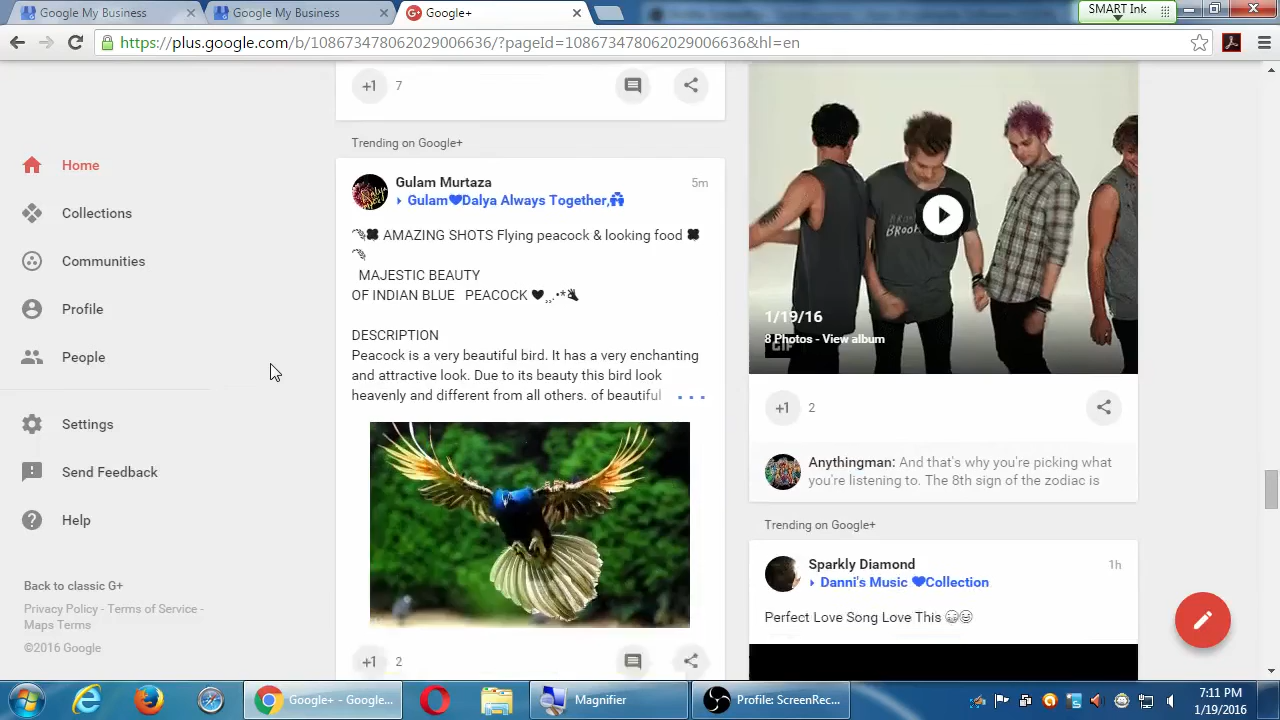 Google My Business
Google My Business
Google+
SMART Ink
https://plus.google.com/b/108673478062029006636/?pageId=108673478062029006636&hl=en
Home
Collections
Communities
Profile
People
Settings
Send Feedback
Help
Back to classic G+
Privacy Policy - Terms of Service -
Maps Terms
©2016 Google
+1 7
Trending on Google+
Gulam Murtaza 5m
Gulam♥Dalya Always Together,
AMAZING SHOTS Flying peacock & looking food
MAJESTIC BEAUTY
OF INDIAN BLUE PEACOCK ♥¸¸.•*
DESCRIPTION
Peacock is a very beautiful bird. It has a very enchanting
and attractive look. Due to its beauty this bird look
heavenly and different from all others. of beautiful ...
+1 2
1/19/16
8 Photos - View album
GIF
+1 2
Anythingman: And that's why you're picking what
you're listening to. The 8th sign of the zodiac is
Trending on Google+
Sparkly Diamond 1h
Danni's Music ♥Collection
Perfect Love Song Love This
Google+ - Google...
Magnifier
Profile: ScreenRec...
7:11 PM
1/19/2016